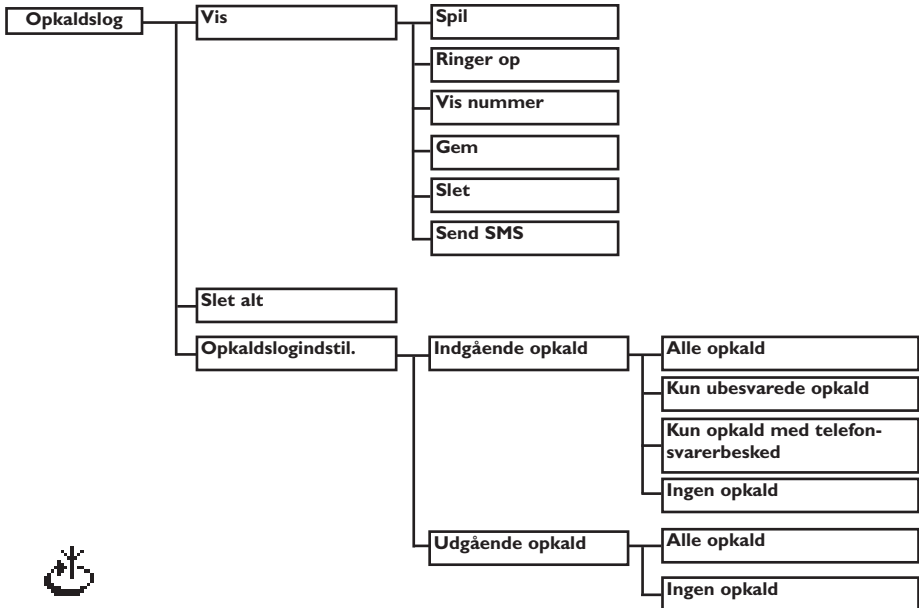 Opkaldslog
Vis
Spil
Ringer op
Vis nummer
Gem
Slet
Send SMS
Slet alt
Opkaldslogindstil.
Indgående opkald
Alle opkald
Kun ubesvarede opkald
Kun opkald med telefon-
svarerbesked
Ingen opkald
Udgående opkald
Alle opkald
Ingen opkald